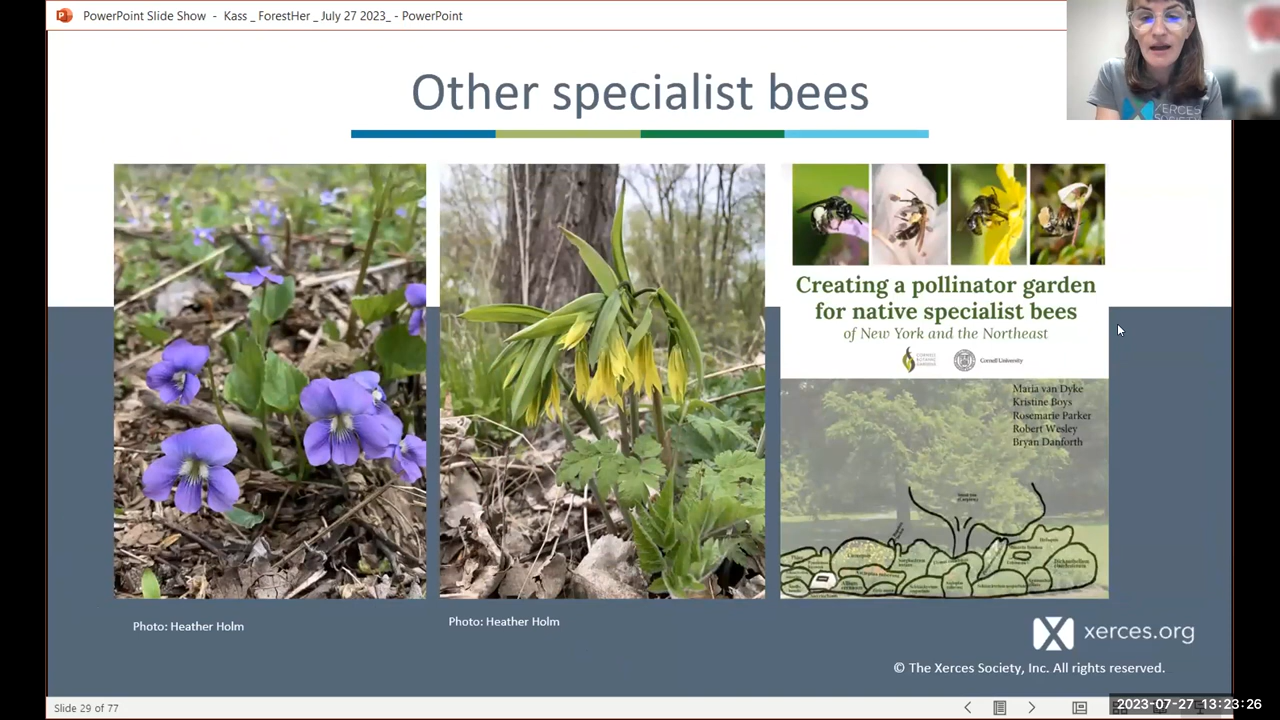 PowerPoint Slide Show - Kass _ ForestHer _ July 27 2023_ - PowerPoint
XERCES
SOCIETY
Other specialist bees
Creating a pollinator garden
for native specialist bees
of New York and the Northeast
Cornell University
Maria van Dyke
Kristine Boys
Rosemarie Parker
Robert Wesley
Bryan Danforth
Photo: Heather Holm
Photo: Heather Holm
xerces.org
© The Xerces Society, Inc. All rights reserved.
Slide 29 of 77
2023-07-27 13:23:26